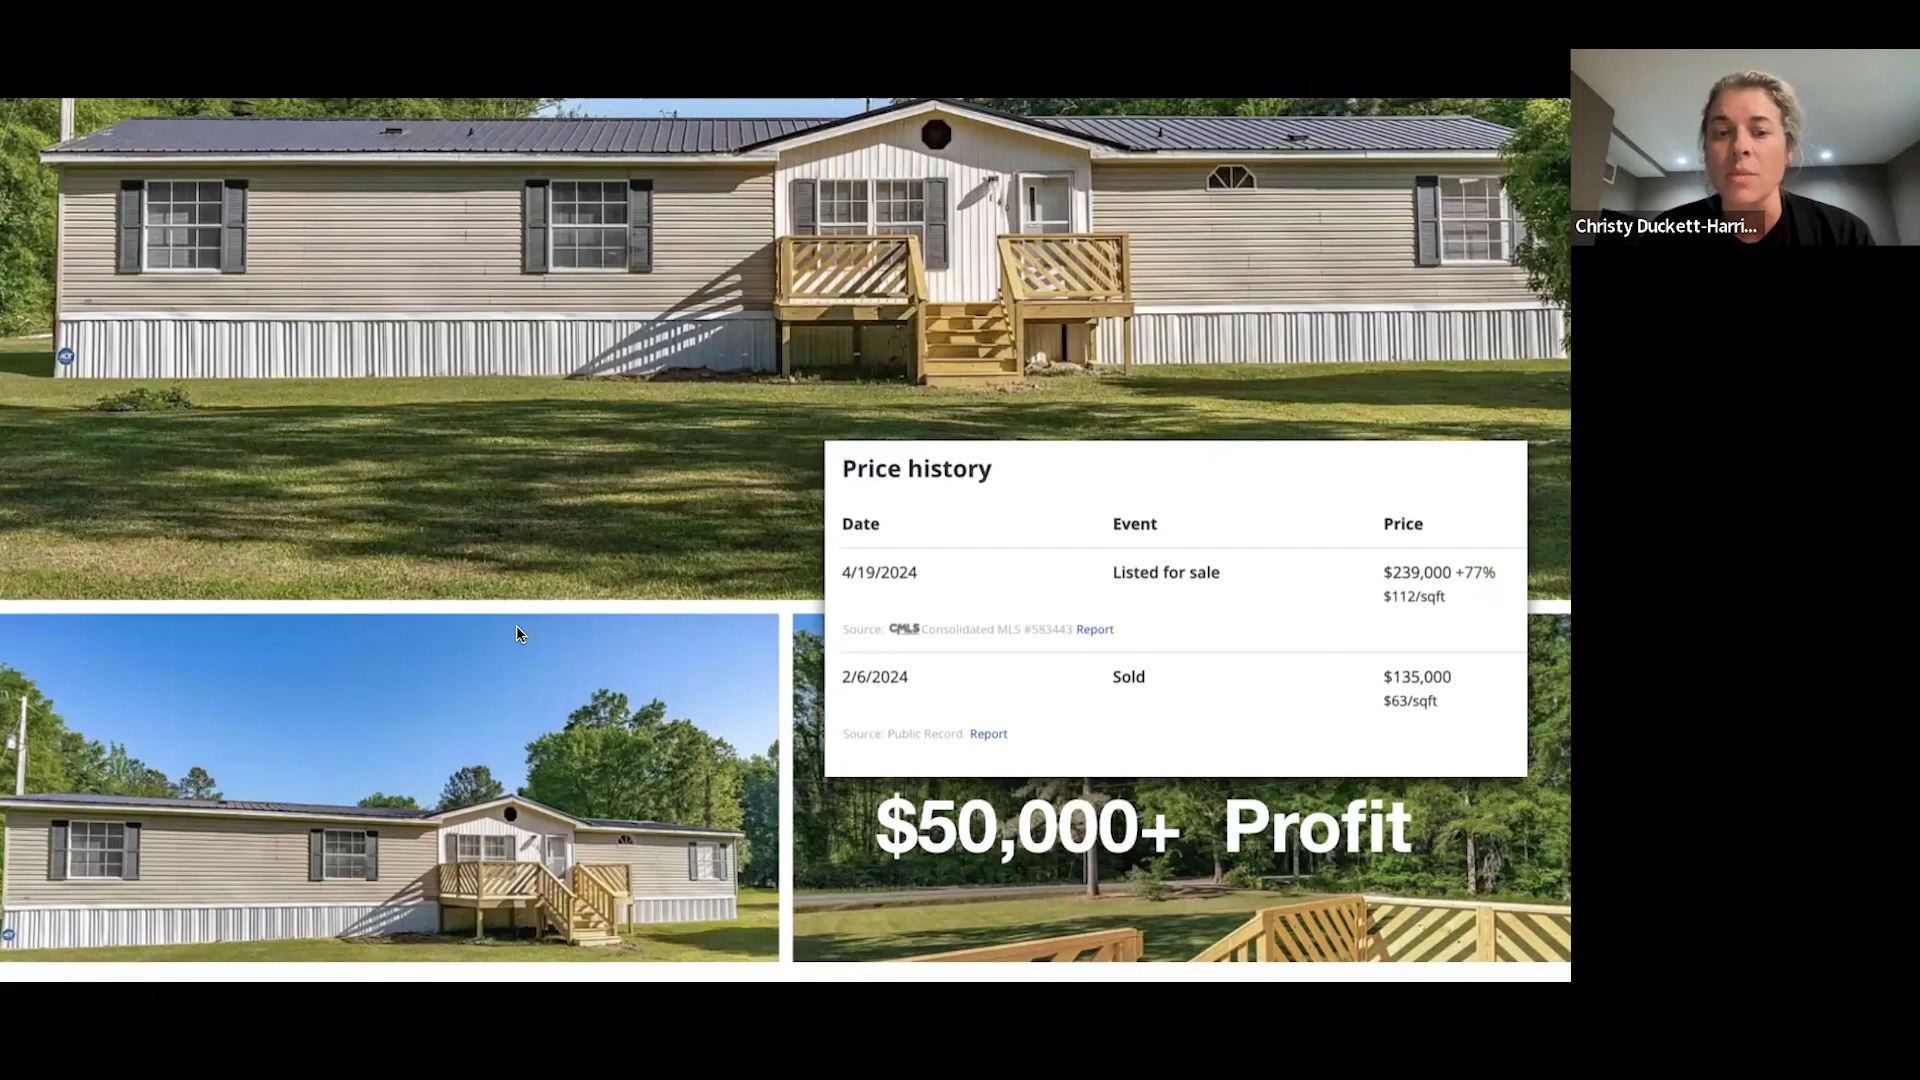 Christy Duckett-Harri...
Price history
Date Event Price
4/19/2024 Listed for sale $239,000 +77%
$112/sqft
Source: CMLS Consolidated MLS #583443 Report
2/6/2024 Sold $135,000
$63/sqft
Source: Public Record Report
$50,000+ Profit
ADT